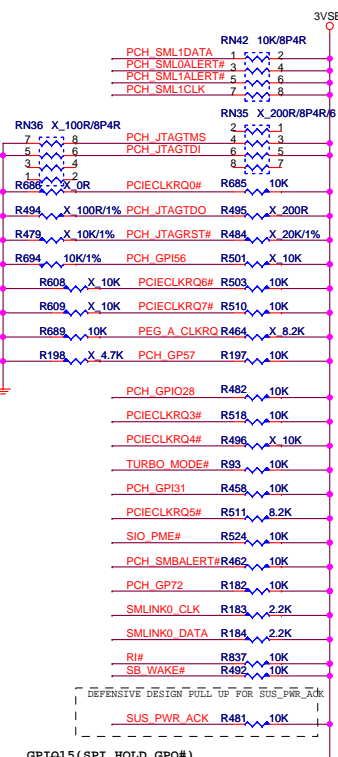 3VSB
RN42 10K/8P4R
PCH_SML1DATA 1 2
PCH_SML0ALERT# 3 4
PCH_SML1ALERT# 5 6
PCH_SML1CLK 7 8
RN36 X_100R/8P4R RN35 X_200R/8P4R/6
2 1
7 8 PCH_JTAGTMS 4 3
5 6 PCH_JTAGTDI 6 5
3 4 8 7
1 2
R686 X_0R PCIECLKRQ0# R685 10K
R494 X_100R/1% PCH_JTAGTDO R495 X_200R
R479 X_10K/1% PCH_JTAGRST# R484 X_20K/1%
R694 10K/1% PCH_GPI56 R501 X_10K
R608 X_10K PCIECLKRQ6# R503 10K
R609 X_10K PCIECLKRQ7# R510 10K
R689 10K PEG_A_CLKRQ R464 X_8.2K
R198 X_4.7K PCH_GP57 R197 10K
PCH_GPIO28 R482 10K
PCIECLKRQ3# R518 10K
PCIECLKRQ4# R496 X_10K
TURBO_MODE# R93 10K
PCH_GPI31 R458 10K
PCIECLKRQ5# R511 8.2K
SIO_PME# R524 10K
PCH_SMBALERT# R462 10K
PCH_GP72 R182 10K
SMLINK0_CLK R183 2.2K
SMLINK0_DATA R184 2.2K
RI# R837 10K
SB_WAKE# R492 10K
DEFENSIVE DESIGN PULL UP FOR SUS_PWR_ACK
SUS_PWR_ACK R481 10K
GPIO15(SPI_HOLD_GPO#)